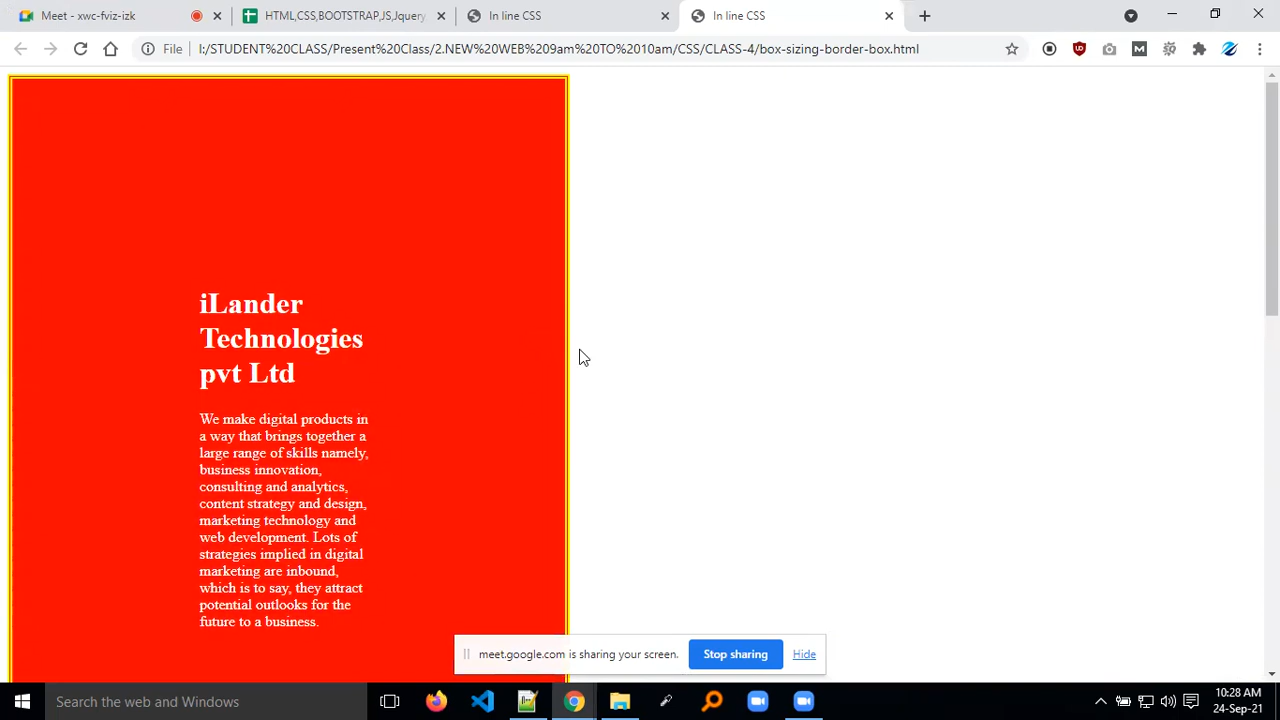 Meet - xwc-fviz-izk
HTML,CSS,BOOTSTRAP,JS,Jquery
In line CSS
In line CSS
File
I:/STUDENT%20CLASS/Present%20Class/2.NEW%20WEB%209am%20TO%2010am/CSS/CLASS-4/box-sizing-border-box.html
iLander
Technologies
pvt Ltd
We make digital products in
a way that brings together a
large range of skills namely,
business innovation,
consulting and analytics,
content strategy and design,
marketing technology and
web development. Lots of
strategies implied in digital
marketing are inbound,
which is to say, they attract
potential outlooks for the
future to a business.
meet.google.com is sharing your screen.
Stop sharing
Hide
Search the web and Windows
10:28 AM
24-Sep-21